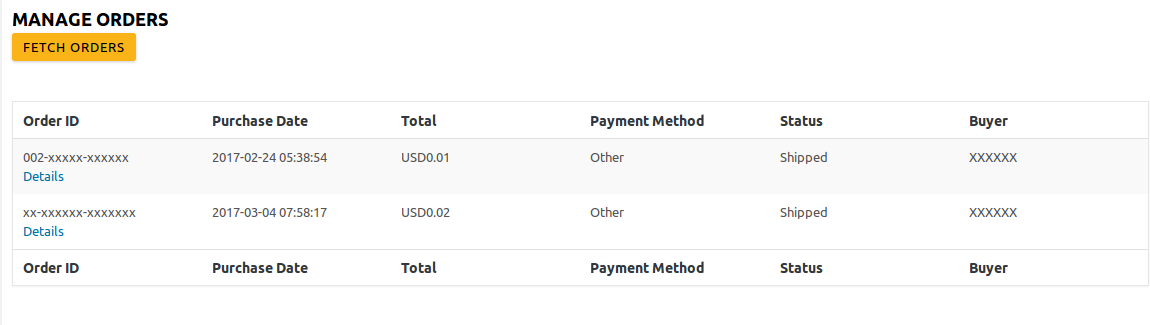 MANAGE ORDERS
FETCH ORDERS
Order ID Purchase Date Total Payment Method Status Buyer
002-xxxxx-xxxxxx 2017-02-24 05:38:54 USD0.01 Other Shipped XXXXXX
Details
xx-xxxxxx-xxxxxxx 2017-03-04 07:58:17 USD0.02 Other Shipped XXXXXX
Details
Order ID Purchase Date Total Payment Method Status Buyer